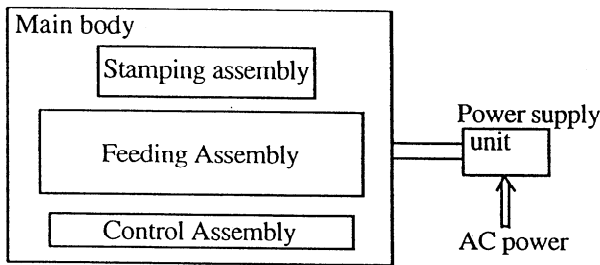 Main body
Stamping assembly
Feeding Assembly
Control Assembly
Power supply
unit
AC power